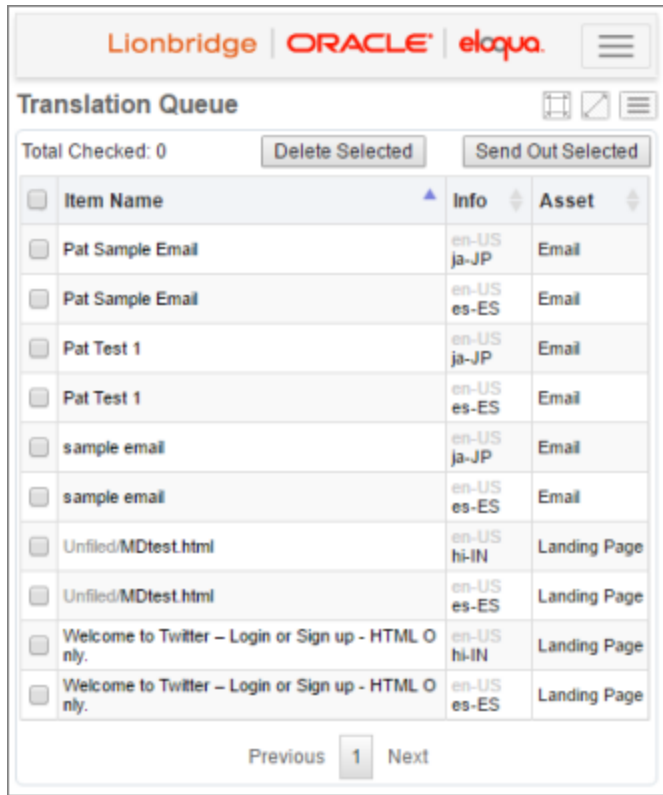 Lionbridge | ORACLE | eloqua.
Translation Queue
Total Checked: 0 Delete Selected Send Out Selected
Item Name Info Asset
Pat Sample Email en-US ja-JP Email
Pat Sample Email en-US es-ES Email
Pat Test 1 en-US ja-JP Email
Pat Test 1 en-US es-ES Email
sample email en-US ja-JP Email
sample email en-US es-ES Email
Unfiled/MDtest.html en-US hi-IN Landing Page
Unfiled/MDtest.html en-US es-ES Landing Page
Welcome to Twitter – Login or Sign up - HTML O
nly. en-US hi-IN Landing Page
Welcome to Twitter – Login or Sign up - HTML O
nly. en-US es-ES Landing Page
Previous 1 Next